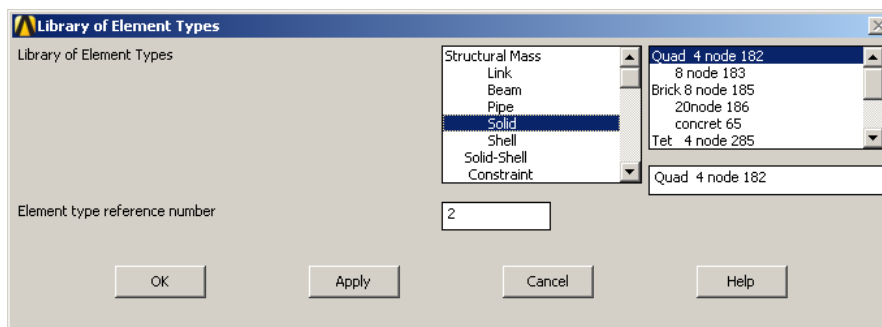 Library of Element Types
Library of Element Types
Structural Mass
Link
Beam
Pipe
Solid
Shell
Solid-Shell
Constraint
Quad 4 node 182
8 node 183
Brick 8 node 185
20node 186
concret 65
Tet 4 node 285
Quad 4 node 182
Element type reference number
2
OK
Apply
Cancel
Help